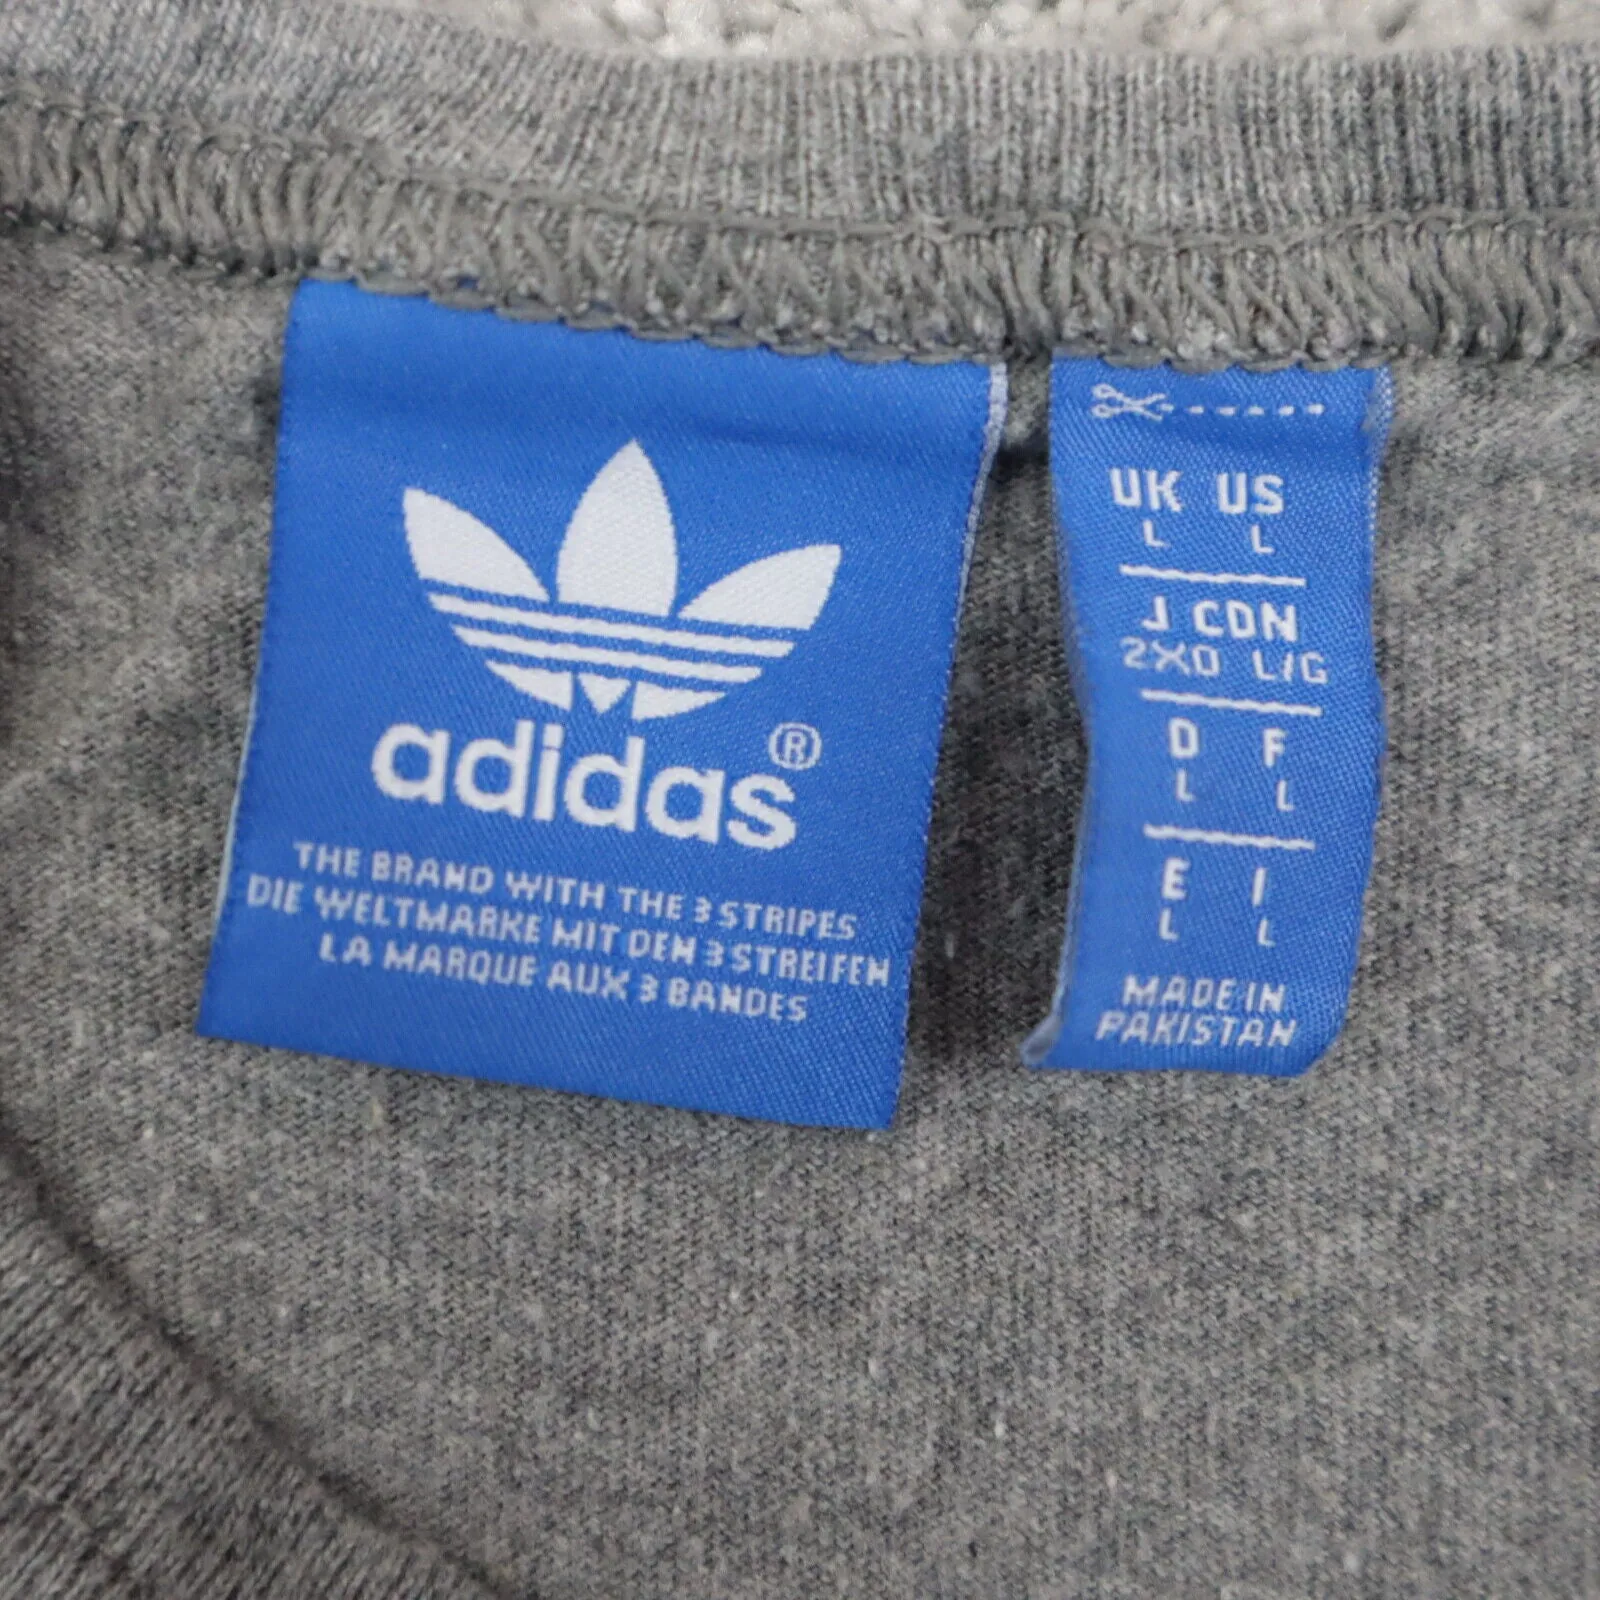 adidas®
THE BRAND WITH THE 3 STRIPES
DIE WELTMARKE MIT DEN 3 STREIFEN
LA MARQUE AUX 3 BANDES
UK US
L L
J CDN
2XO L/G
D F
L L
E I
L L
MADE IN
PAKISTAN